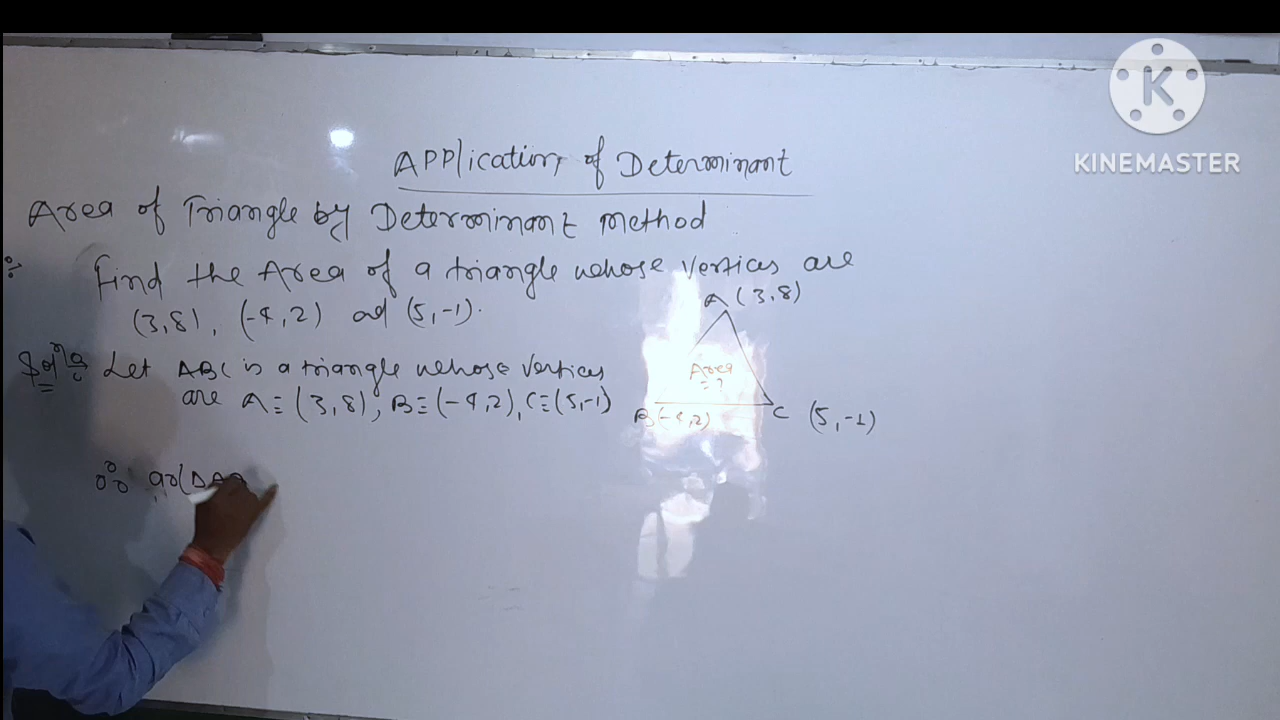 KINEMASTER
Application of Determinant
Area of Triangle by Determinant Method
Find the Area of a triangle whose vertices are
(3,8), (-4,2) ad (5,-1).
Solⁿ Let ABC is a triangle whose vertices
are A≡(3,8), B≡(-4,2), C≡(5,-1)
A (3,8)
Area
=?
B(-4,2)
C (5,-1)
∴ ar(ΔAB